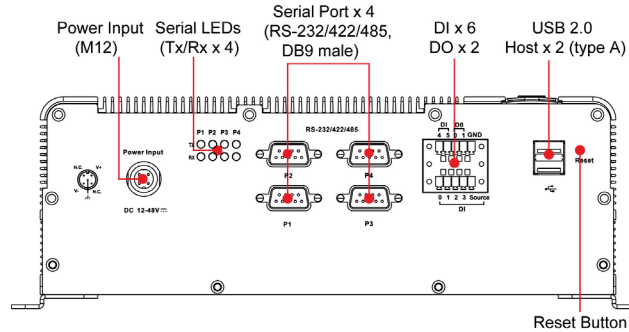 Power Input
(M12)
Serial LEDs
(Tx/Rx x 4)
Serial Port x 4
(RS-232/422/485,
DB9 male)
DI x 6
DO x 2
USB 2.0
Host x 2 (type A)
P1 P2 P3 P4
TX
RX
RS-232/422/485
DI D0
4 5 0 1 GND
Power Input
N.C. V+
V- N.C.
DC 12-48V
P2
P4
P1
P3
0 1 2 3 Source
DI
Reset
Reset Button